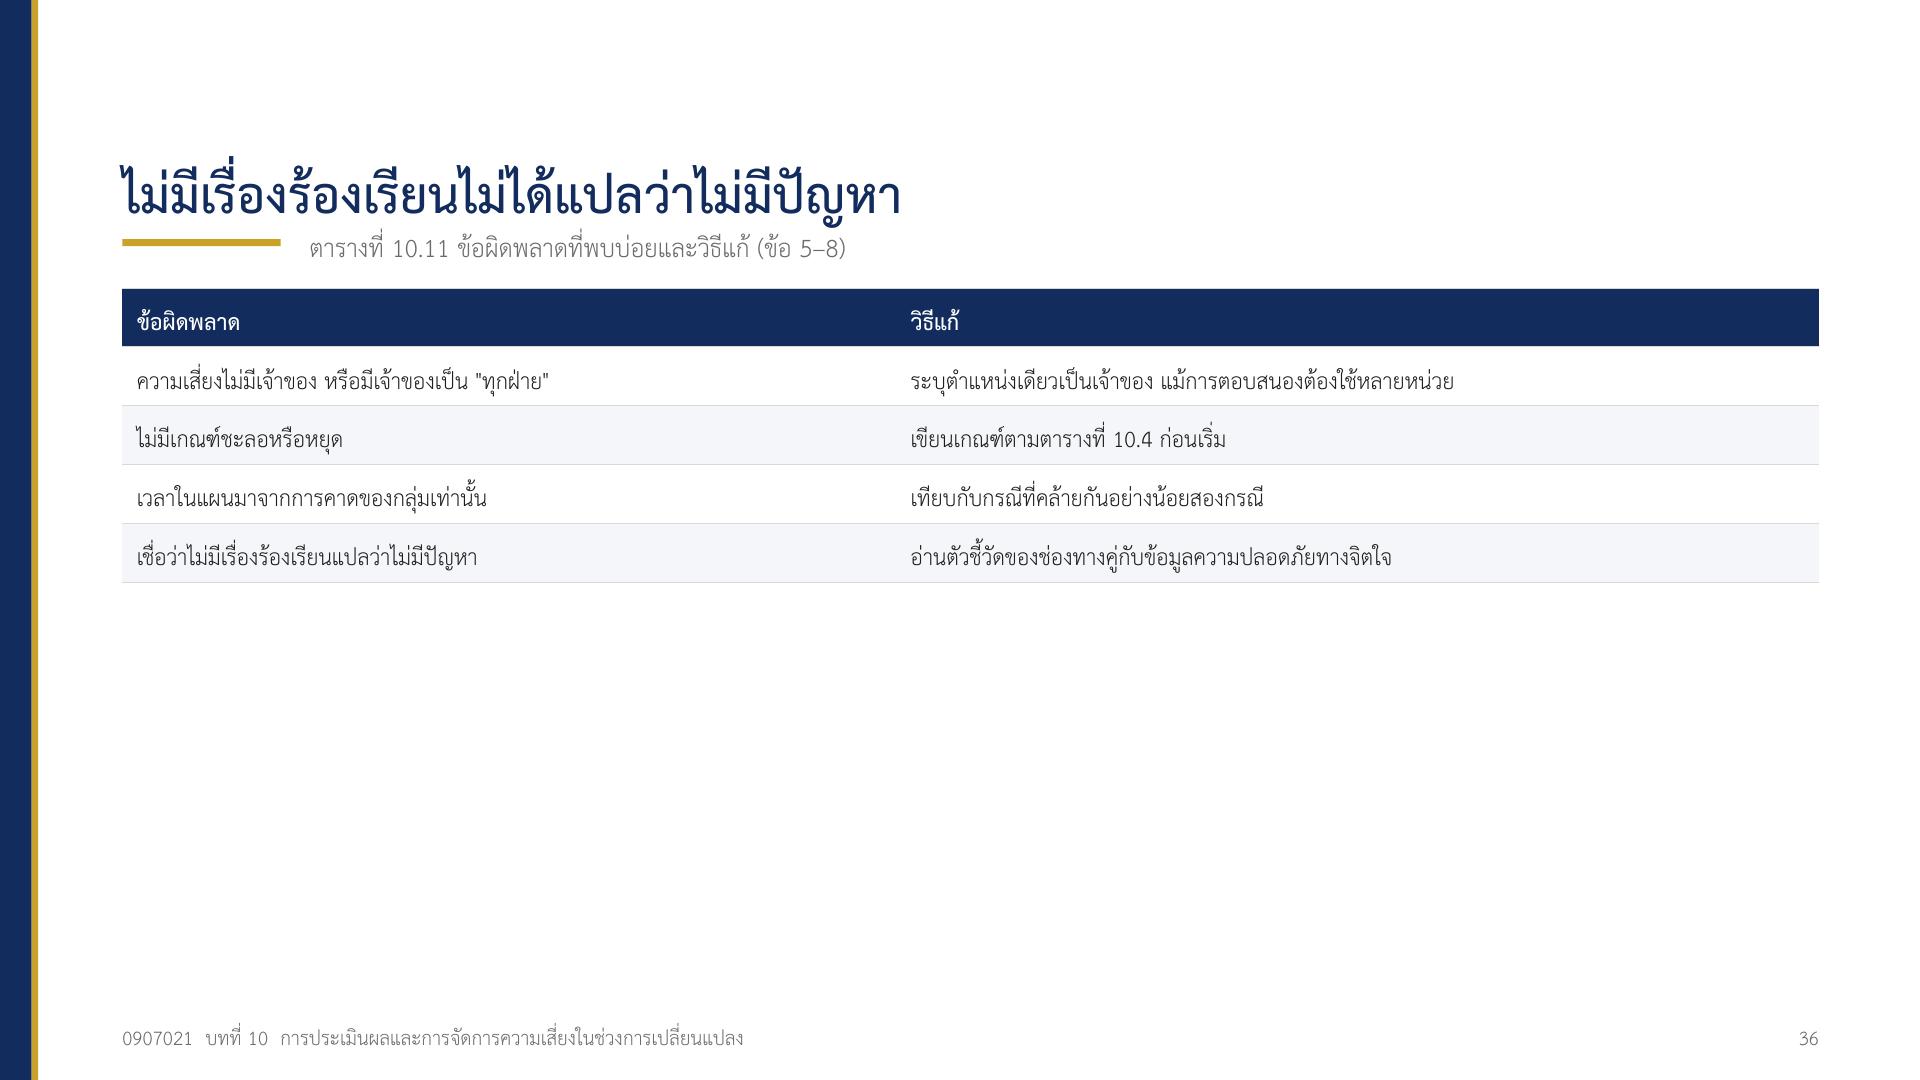 ไม่มีเรื่องร้องเรียนไม่ได้แปลว่าไม่มีปัญหา
ตารางที่ 10.11 ข้อผิดพลาดที่พบบ่อยและวิธีแก้ (ข้อ 5–8)
ข้อผิดพลาด วิธีแก้
ความเสี่ยงไม่มีเจ้าของ หรือมีเจ้าของเป็น "ทุกฝ่าย" ระบุตำแหน่งเดียวเป็นเจ้าของ แม้การตอบสนองต้องใช้หลายหน่วย
ไม่มีเกณฑ์ชะลอหรือหยุด เขียนเกณฑ์ตามตารางที่ 10.4 ก่อนเริ่ม
เวลาในแผนมาจากการคาดของกลุ่มเท่านั้น เทียบกับกรณีที่คล้ายกันอย่างน้อยสองกรณี
เชื่อว่าไม่มีเรื่องร้องเรียนแปลว่าไม่มีปัญหา อ่านตัวชี้วัดของช่องทางคู่กับข้อมูลความปลอดภัยทางจิตใจ
0907021 บทที่ 10 การประเมินผลและการจัดการความเสี่ยงในช่วงการเปลี่ยนแปลง 36